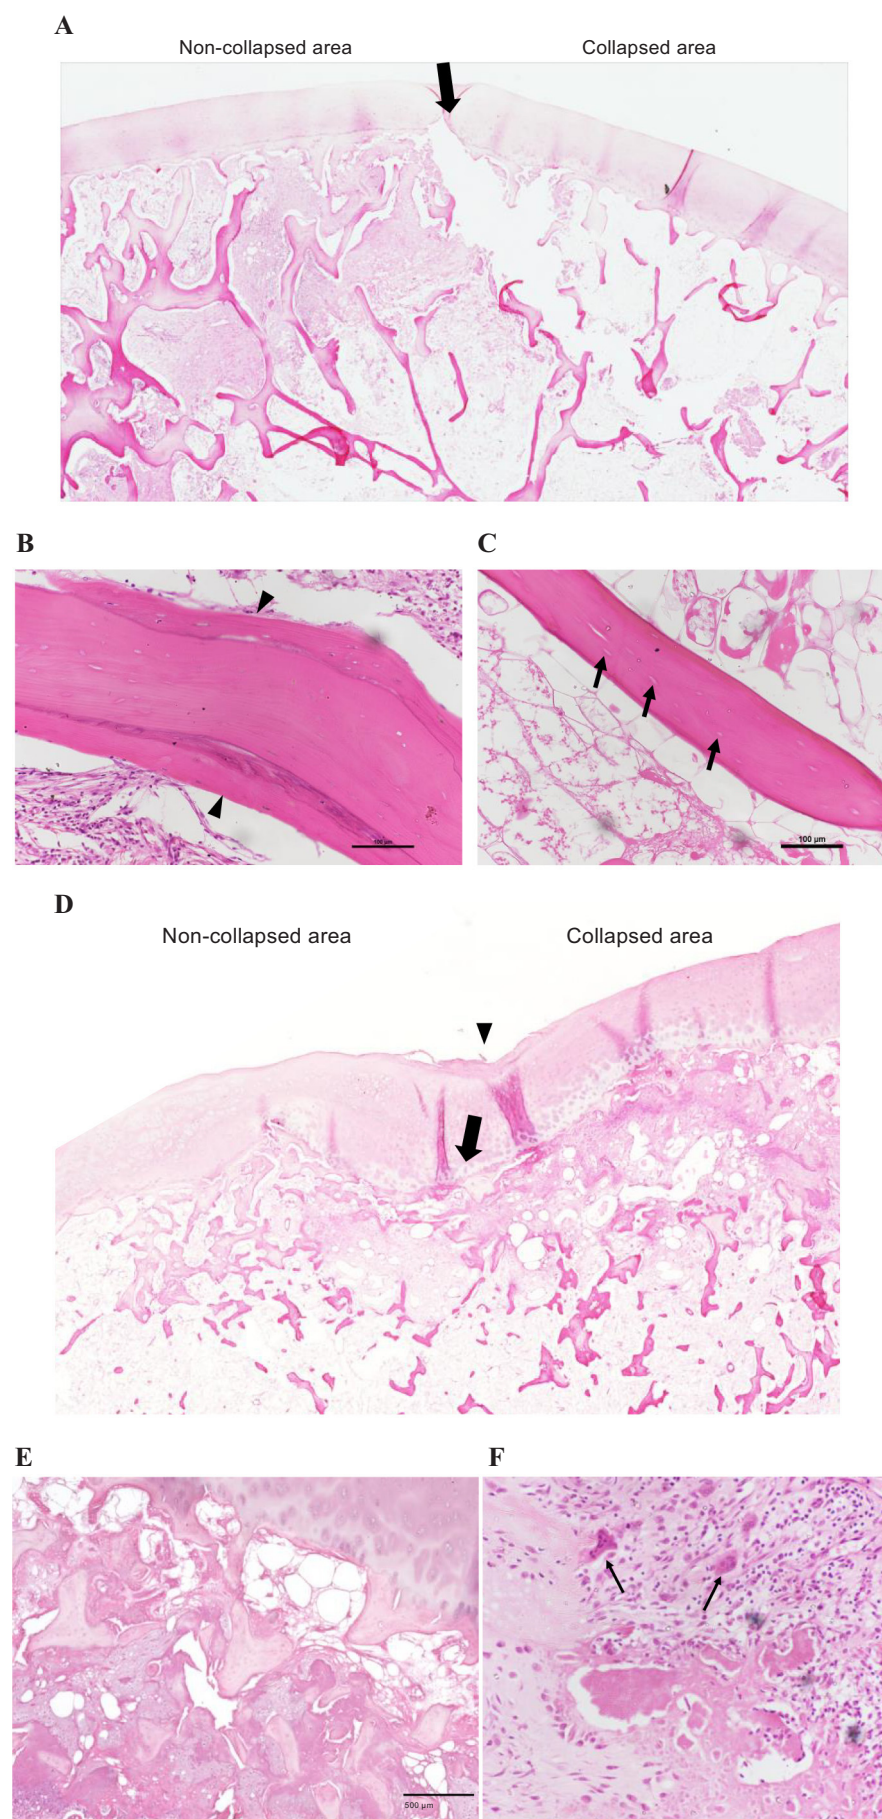 A
Non-collapsed area Collapsed area
B C
100 µm 100 µm
D
Non-collapsed area Collapsed area
E F
500 µm